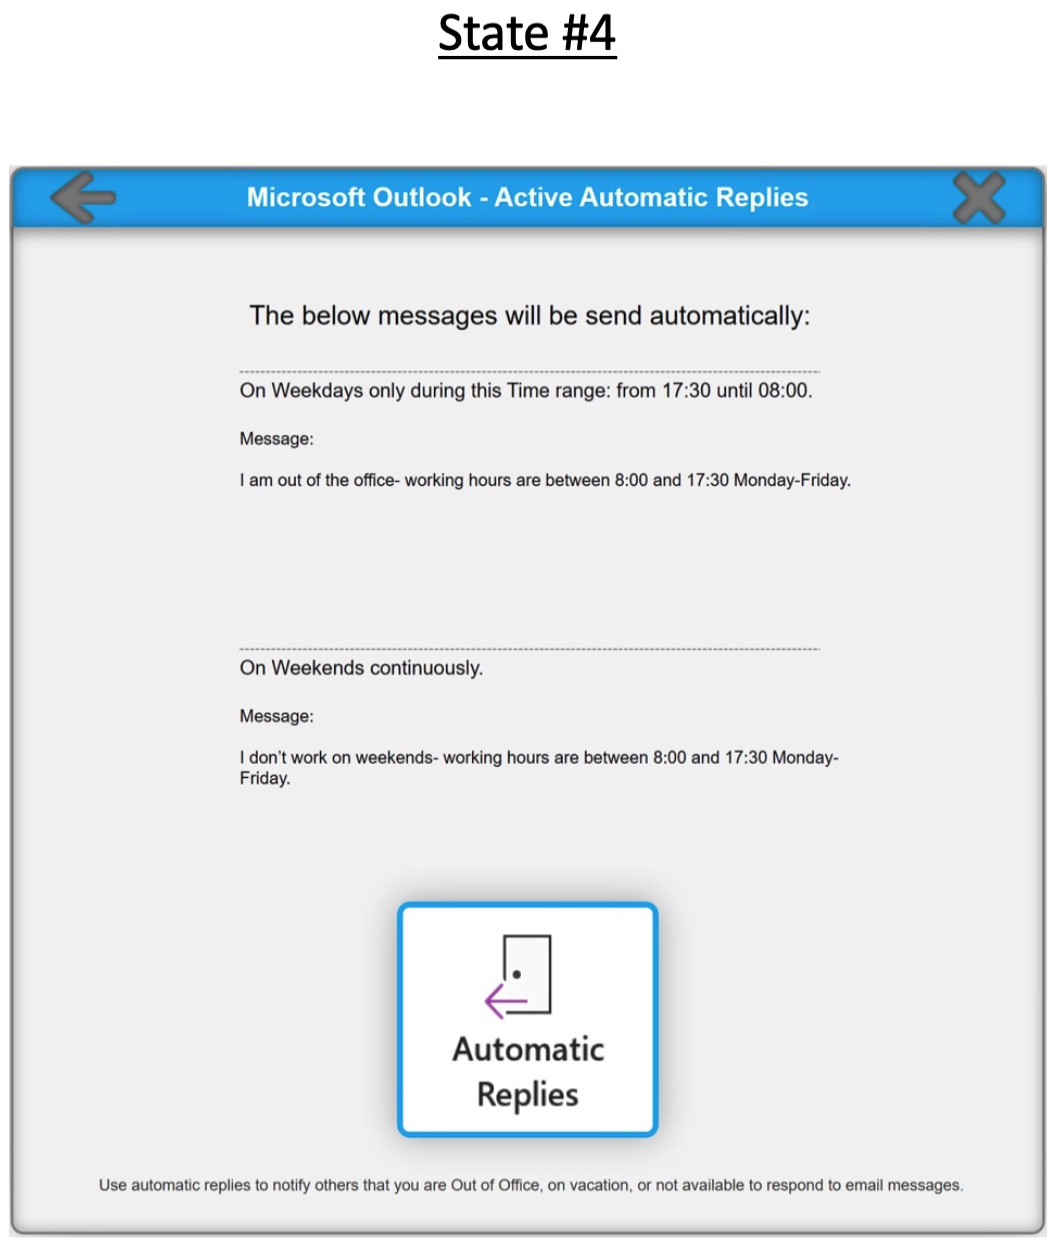 State #4
Microsoft Outlook - Active Automatic Replies
The below messages will be send automatically:
On Weekdays only during this Time range: from 17:30 until 08:00.
Message:
I am out of the office- working hours are between 8:00 and 17:30 Monday-Friday.
On Weekends continuously.
Message:
I don't work on weekends- working hours are between 8:00 and 17:30 Monday-
Friday.
Automatic
Replies
Use automatic replies to notify others that you are Out of Office, on vacation, or not available to respond to email messages.